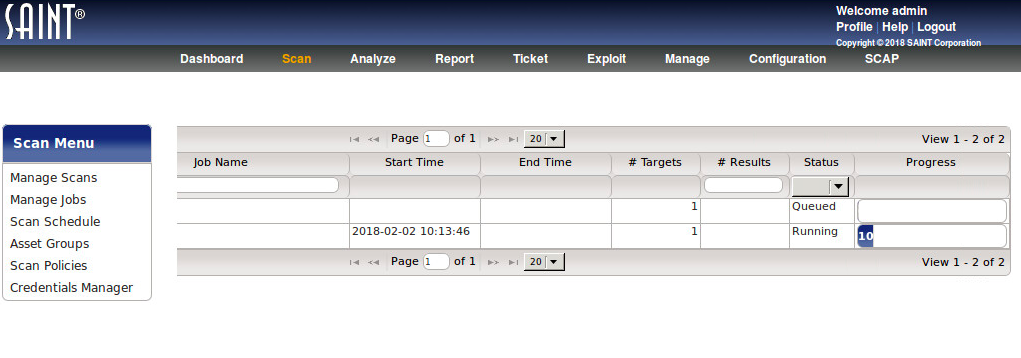 SAINT®
Welcome admin
Profile | Help | Logout
Copyright © 2018 SAINT Corporation
Dashboard Scan Analyze Report Ticket Exploit Manage Configuration SCAP
Scan Menu
Manage Scans
Manage Jobs
Scan Schedule
Asset Groups
Scan Policies
Credentials Manager
Page 1 of 1 20 View 1 - 2 of 2
Job Name Start Time End Time # Targets # Results Status Progress
1 Queued
2018-02-02 10:13:46 1 Running 10
Page 1 of 1 20 View 1 - 2 of 2